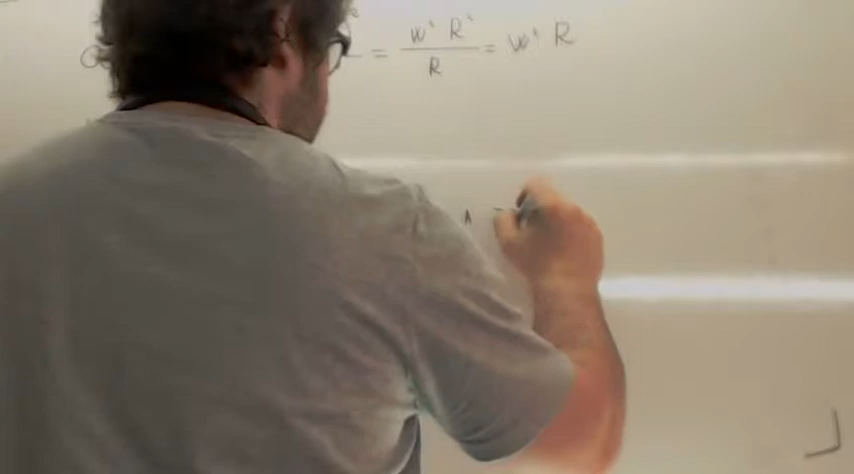 = w² R² / R = w² R
A